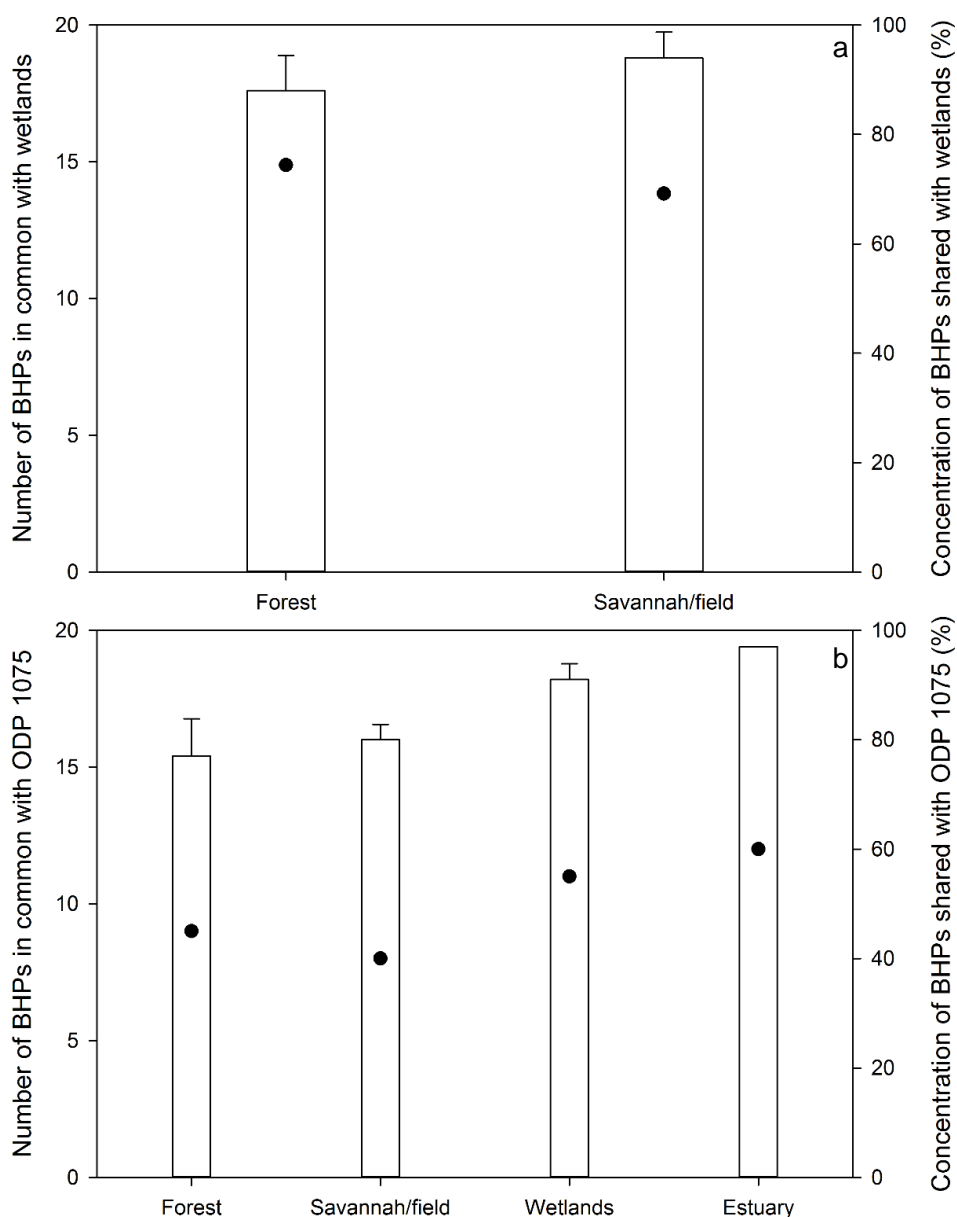 a
Number of BHPs in common with wetlands
20
15
10
5
0
Concentration of BHPs shared with wetlands (%)
100
80
60
40
20
0
Forest
Savannah/field
b
Number of BHPs in common with ODP 1075
20
15
10
5
0
Concentration of BHPs shared with ODP 1075 (%)
100
80
60
40
20
0
Forest
Savannah/field
Wetlands
Estuary